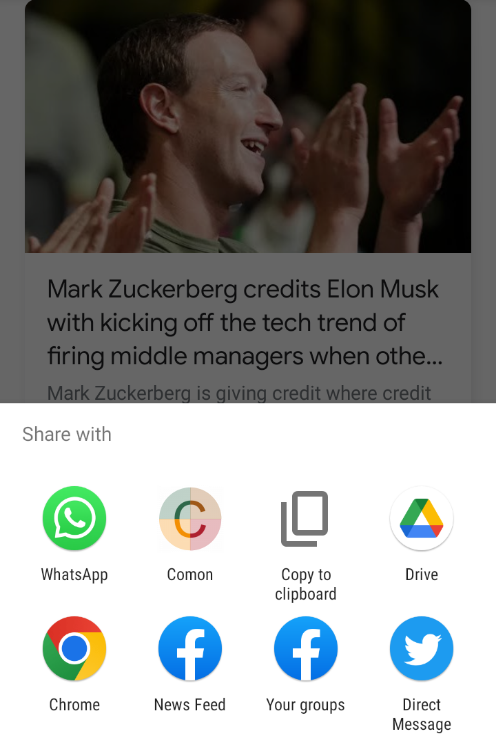 Mark Zuckerberg credits Elon Musk
with kicking off the tech trend of
firing middle managers when othe...
Mark Zuckerberg is giving credit where credit
Share with
WhatsApp
Comon
Copy to
clipboard
Drive
Chrome
News Feed
Your groups
Direct
Message